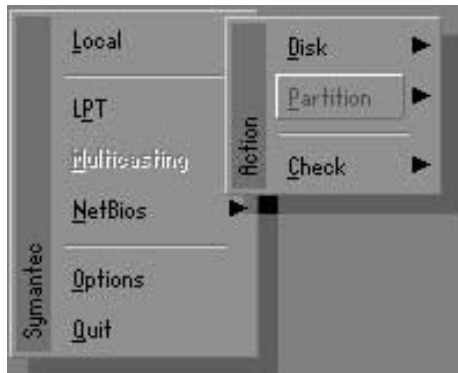 Local
LPT
Multicasting
NetBios
Options
Quit
Symantec
Disk
Partition
Check
Action